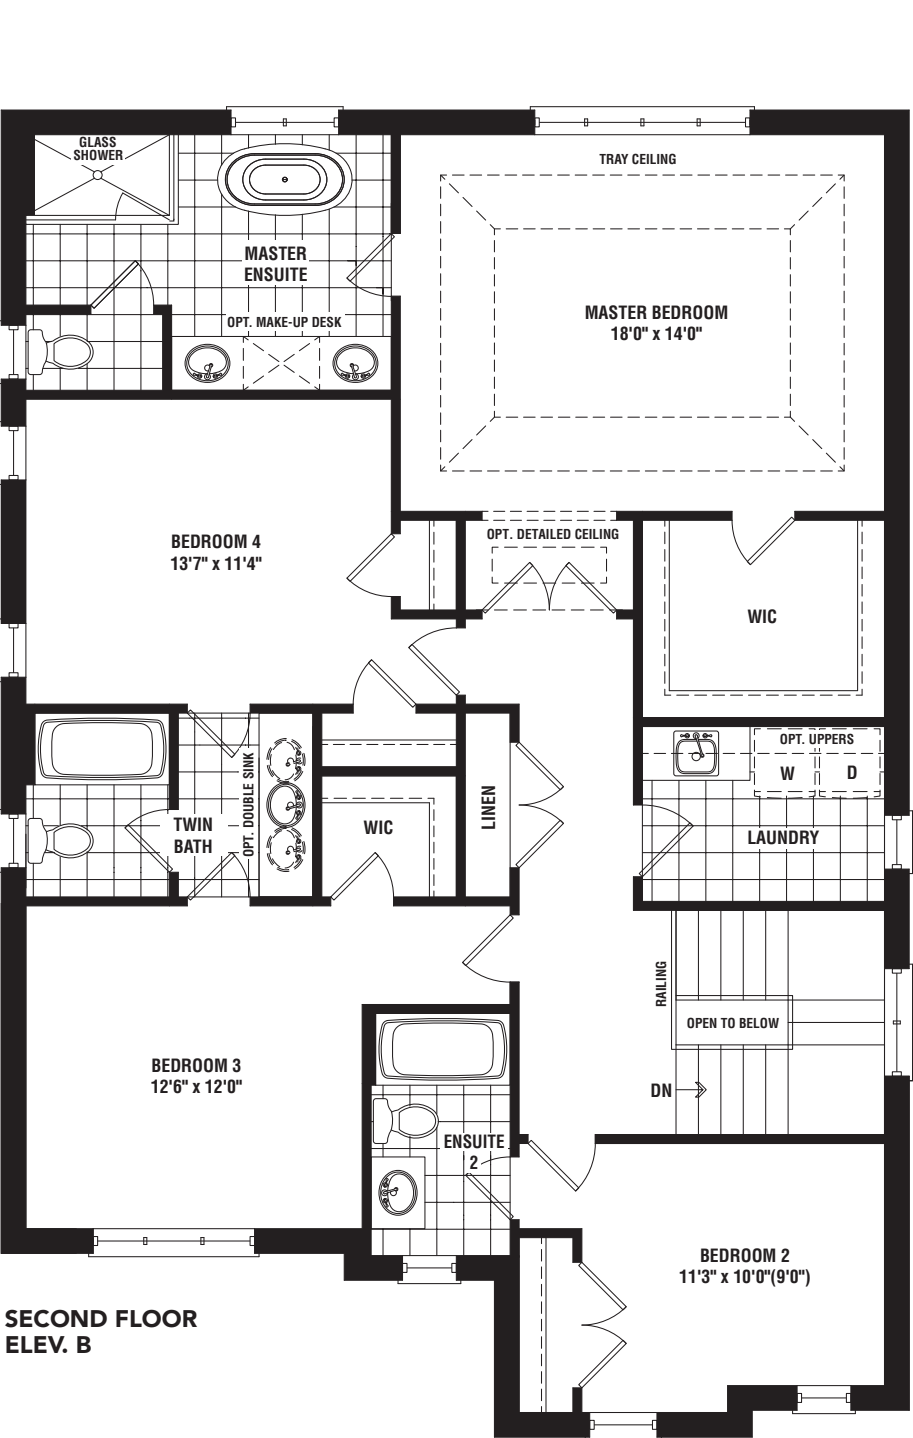 GLASS
SHOWER
TRAY CEILING
MASTER
ENSUITE
MASTER BEDROOM
18'0" x 14'0"
OPT. MAKE-UP DESK
BEDROOM 4
13'7" x 11'4"
OPT. DETAILED CEILING
WIC
OPT. UPPERS
W
D
OPT. DOUBLE SINK
LINEN
TWIN
BATH
WIC
LAUNDRY
RAILING
OPEN TO BELOW
BEDROOM 3
12'6" x 12'0"
DN
ENSUITE
2
BEDROOM 2
11'3" x 10'0"(9'0")
SECOND FLOOR
ELEV. B